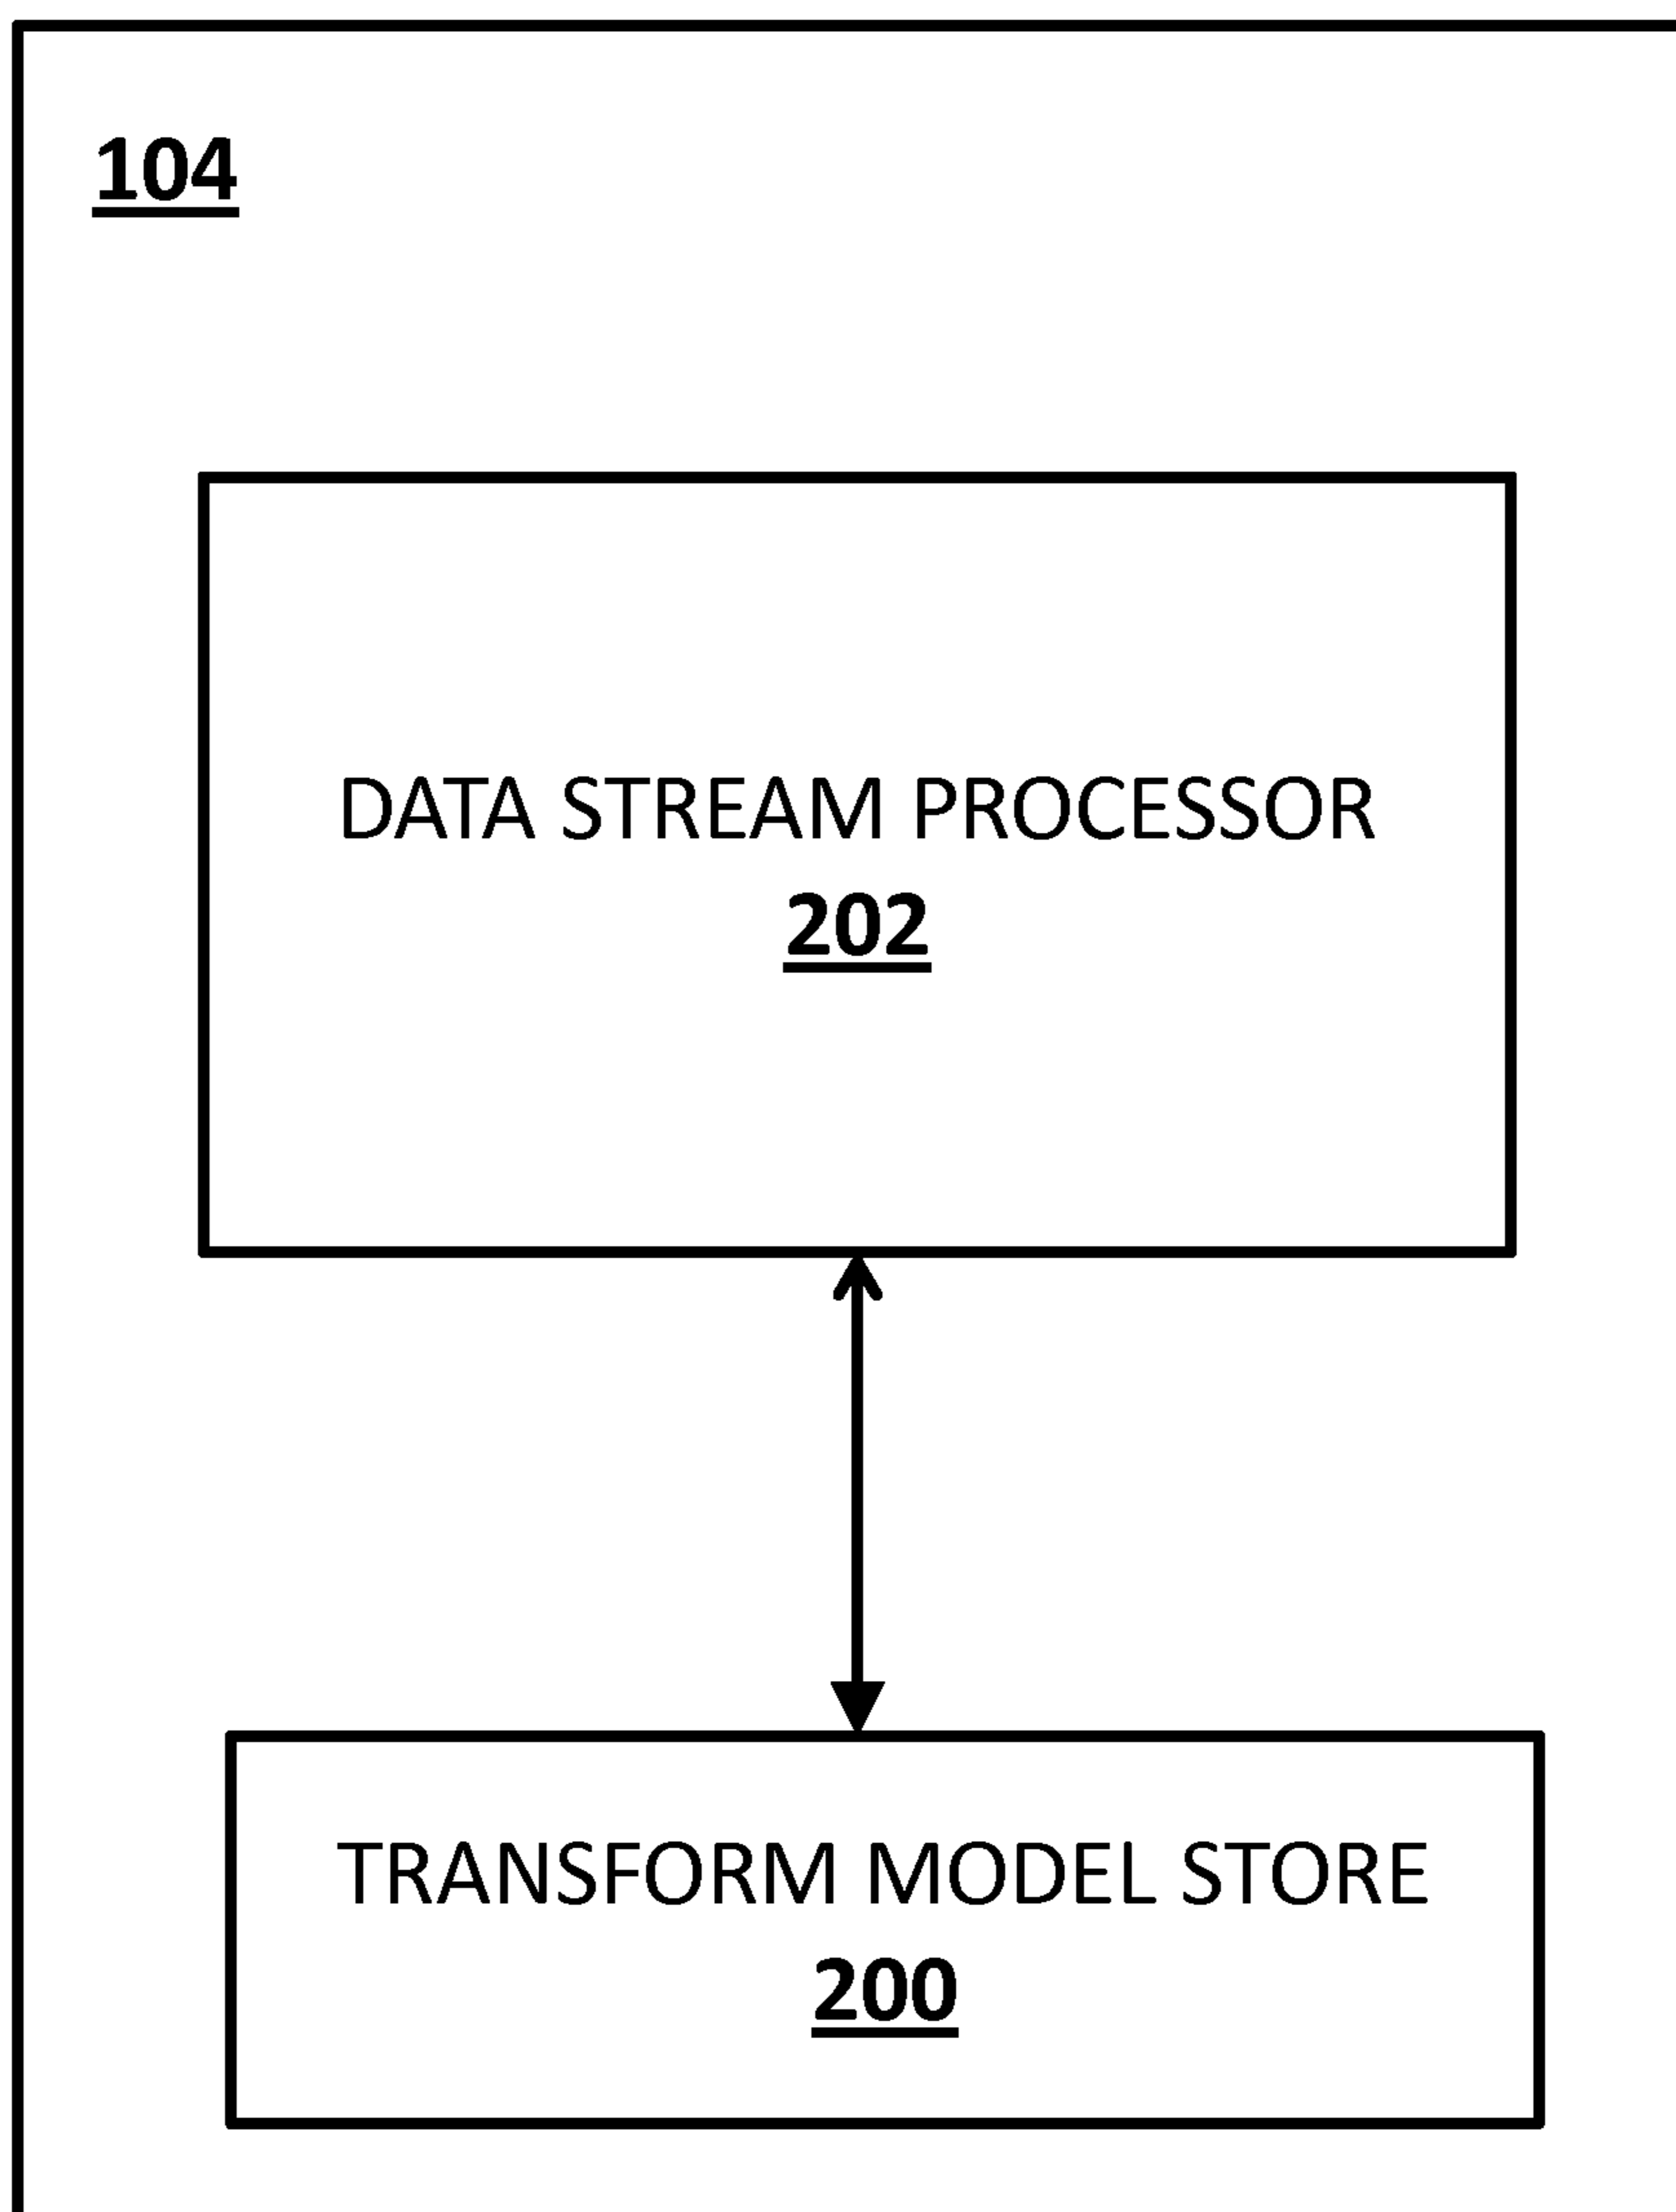 104
DATA STREAM PROCESSOR
202
TRANSFORM MODEL STORE
200